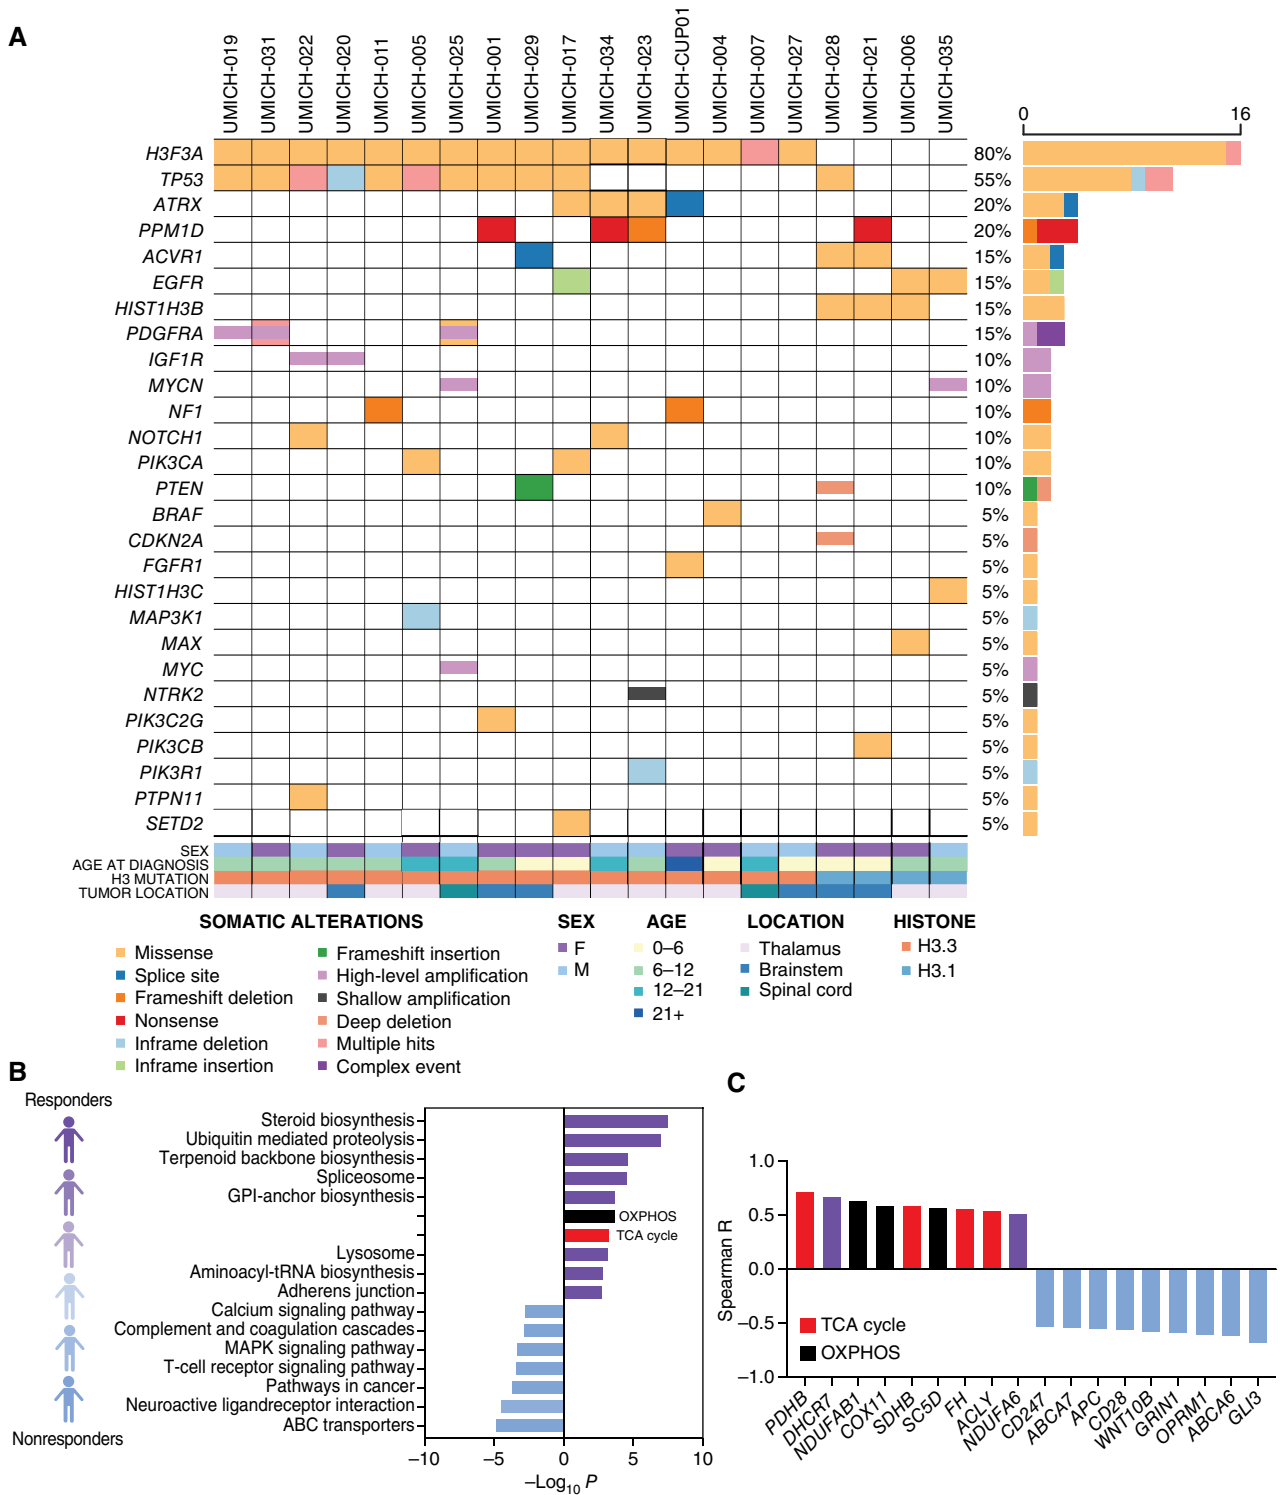 A
UMICH-019
UMICH-031
UMICH-022
UMICH-020
UMICH-011
UMICH-005
UMICH-025
UMICH-001
UMICH-029
UMICH-017
UMICH-034
UMICH-023
UMICH-CUP01
UMICH-004
UMICH-007
UMICH-027
UMICH-028
UMICH-021
UMICH-006
UMICH-035
0 16
H3F3A 80%
TP53 55%
ATRX 20%
PPM1D 20%
ACVR1 15%
EGFR 15%
HIST1H3B 15%
PDGFRA 15%
IGF1R 10%
MYCN 10%
NF1 10%
NOTCH1 10%
PIK3CA 10%
PTEN 10%
BRAF 5%
CDKN2A 5%
FGFR1 5%
HIST1H3C 5%
MAP3K1 5%
MAX 5%
MYC 5%
NTRK2 5%
PIK3C2G 5%
PIK3CB 5%
PIK3R1 5%
PTPN11 5%
SETD2 5%
SEX
AGE AT DIAGNOSIS
H3 MUTATION
TUMOR LOCATION
SOMATIC ALTERATIONS SEX AGE LOCATION HISTONE
Missense Frameshift insertion F 0–6 Thalamus H3.3
Splice site High-level amplification M 6–12 Brainstem H3.1
Frameshift deletion Shallow amplification 12–21 Spinal cord
Nonsense Deep deletion 21+
Inframe deletion Multiple hits
Inframe insertion Complex event
B
Responders
Nonresponders
Steroid biosynthesis
Ubiquitin mediated proteolysis
Terpenoid backbone biosynthesis
Spliceosome
GPI-anchor biosynthesis
OXPHOS
TCA cycle
Lysosome
Aminoacyl-tRNA biosynthesis
Adherens junction
Calcium signaling pathway
Complement and coagulation cascades
MAPK signaling pathway
T-cell receptor signaling pathway
Pathways in cancer
Neuroactive ligandreceptor interaction
ABC transporters
–10 –5 0 5 10
–Log10 P
C
Spearman R
1.0
0.5
0.0
–0.5
–1.0
TCA cycle
OXPHOS
PDHB
DHCR7
NDUFAB1
COX11
SDHB
SC5D
FH
ACLY
NDUFA6
CD247
ABCA7
APC
CD28
WNT10B
GRIN1
OPRM1
ABCA6
GLI3